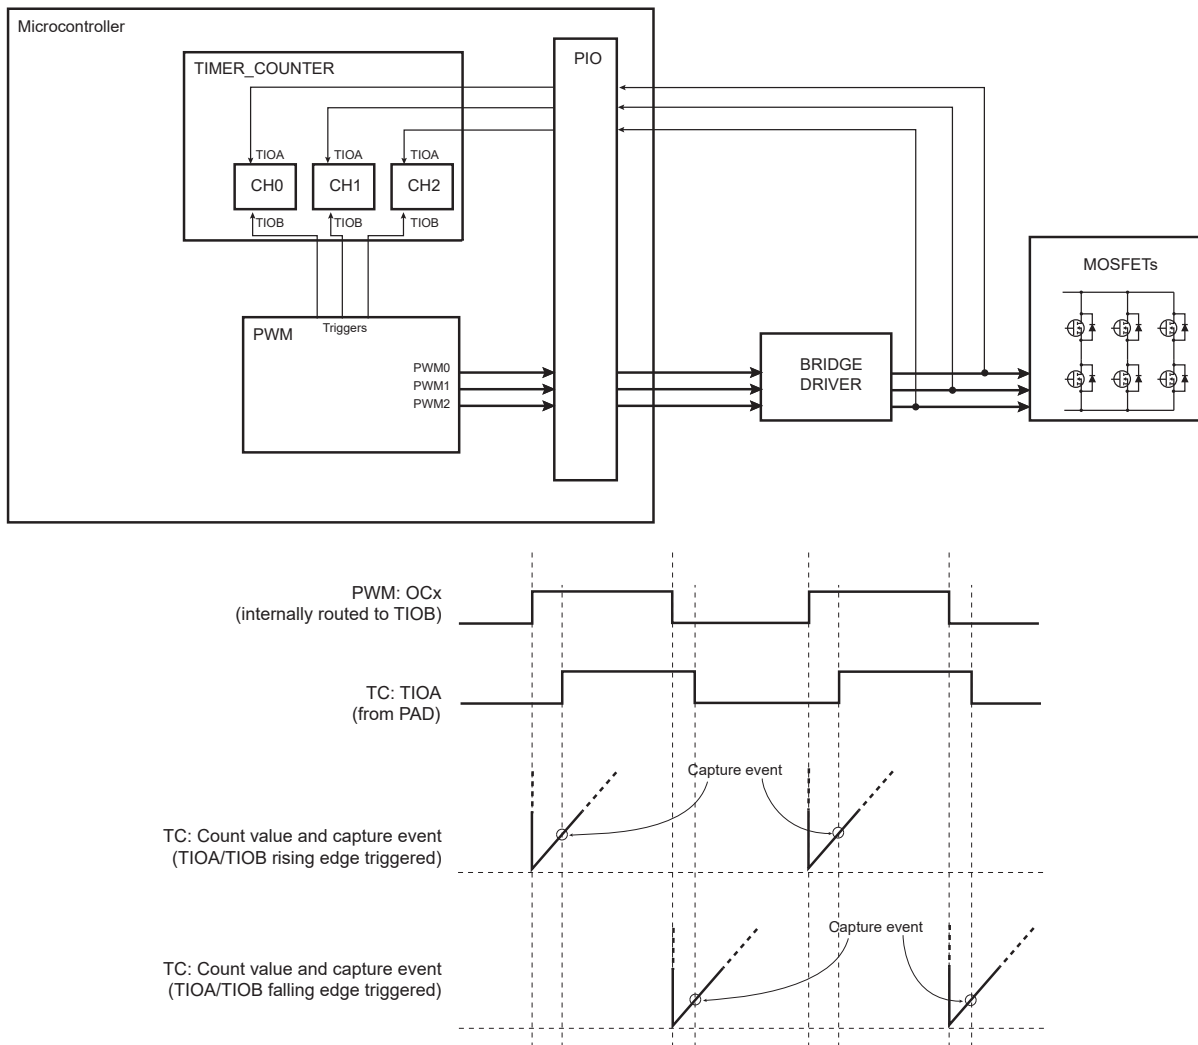 Microcontroller
PIO
TIMER_COUNTER
TIOA
TIOA
TIOA
CH0
CH1
CH2
TIOB
TIOB
TIOB
MOSFETs
PWM
Triggers
PWM0
PWM1
PWM2
BRIDGE
DRIVER
PWM: OCx
(internally routed to TIOB)
TC: TIOA
(from PAD)
Capture event
TC: Count value and capture event
(TIOA/TIOB rising edge triggered)
Capture event
TC: Count value and capture event
(TIOA/TIOB falling edge triggered)